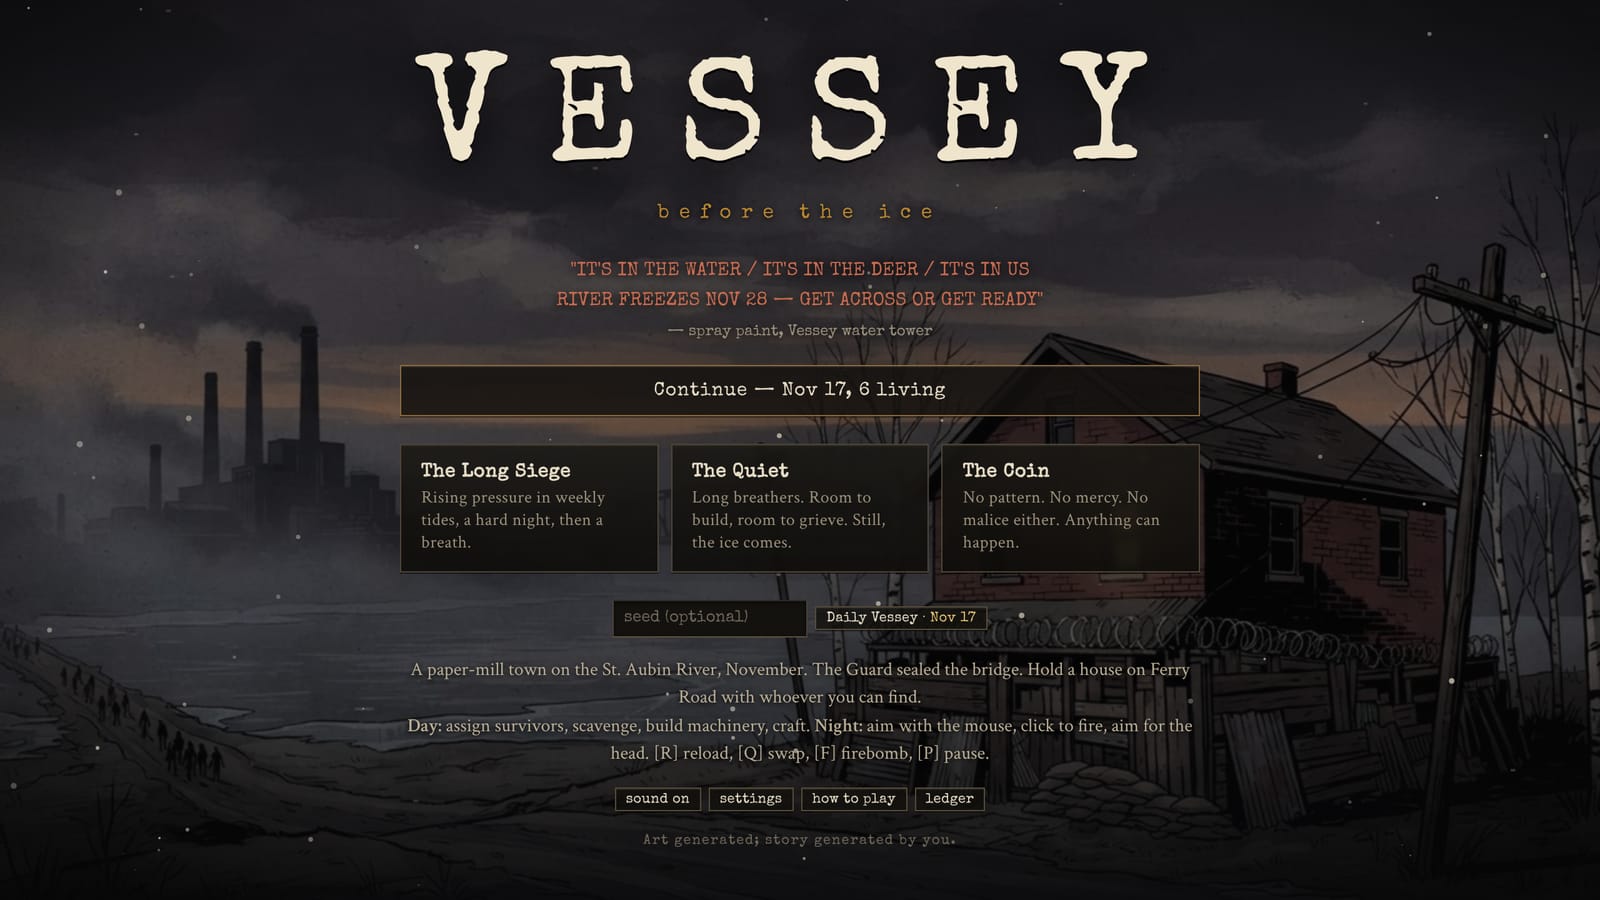 VESSEY
before the ice
"IT'S IN THE WATER / IT'S IN THE DEER / IT'S IN US
RIVER FREEZES NOV 28 — GET ACROSS OR GET READY"
— spray paint, Vessey water tower
Continue — Nov 17, 6 living
The Long Siege
Rising pressure in weekly
tides, a hard night, then a
breath.
The Quiet
Long breathers. Room to
build, room to grieve. Still,
the ice comes.
The Coin
No pattern. No mercy. No
malice either. Anything can
happen.
seed (optional)
Daily Vessey · Nov 17
A paper-mill town on the St. Aubin River, November. The Guard sealed the bridge. Hold a house on Ferry
Road with whoever you can find.
Day: assign survivors, scavenge, build machinery, craft. Night: aim with the mouse, click to fire, aim for the
head. [R] reload, [Q] swap, [F] firebomb, [P] pause.
sound on
settings
how to play
ledger
Art generated; story generated by you.